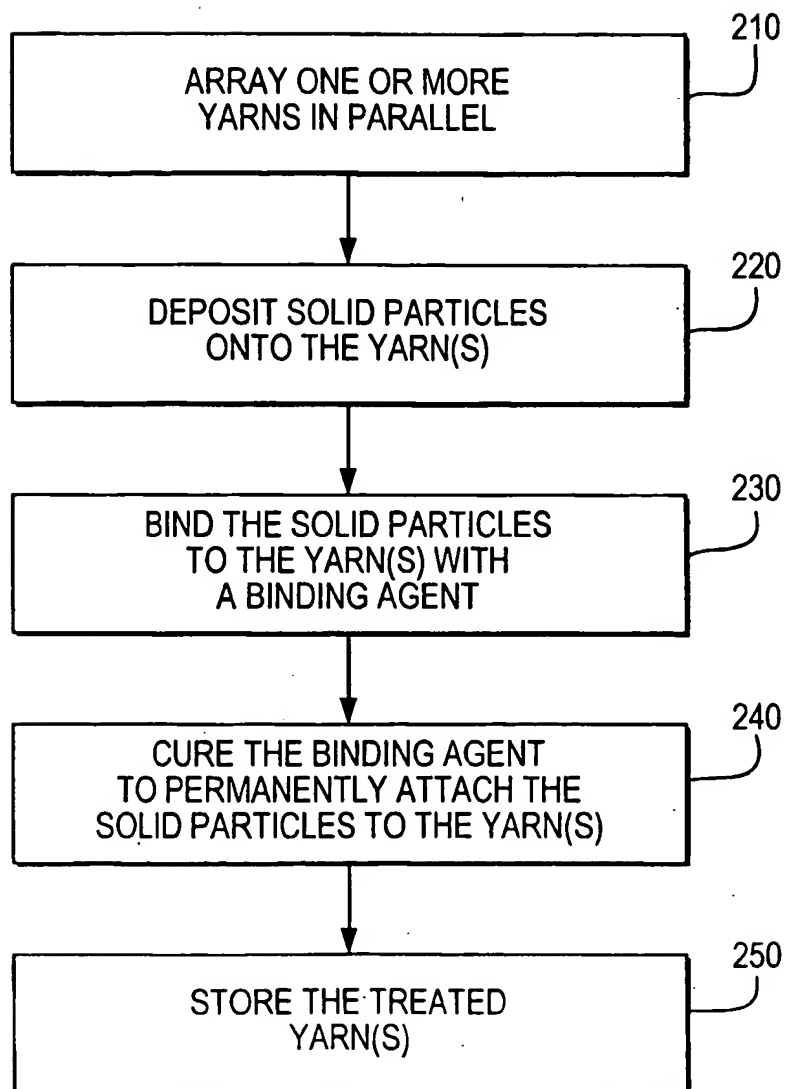 210
ARRAY ONE OR MORE
YARNS IN PARALLEL
220
DEPOSIT SOLID PARTICLES
ONTO THE YARN(S)
230
BIND THE SOLID PARTICLES
TO THE YARN(S) WITH
A BINDING AGENT
240
CURE THE BINDING AGENT
TO PERMANENTLY ATTACH THE
SOLID PARTICLES TO THE YARN(S)
250
STORE THE TREATED
YARN(S)